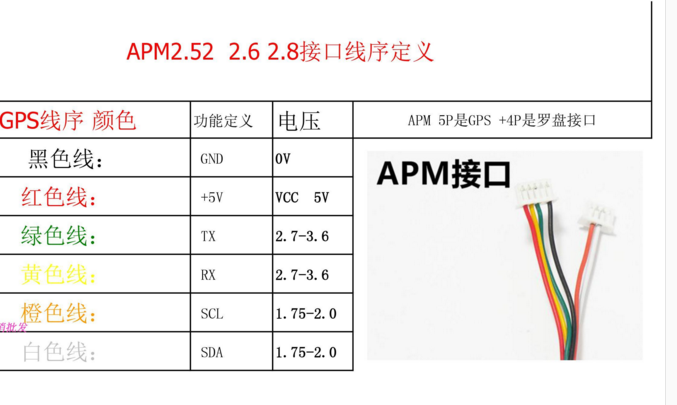 APM2.52 2.6 2.8接口线序定义
GPS线序 颜色 功能定义 电压 APM 5P是GPS +4P是罗盘接口
黑色线： GND 0V
APM接口
红色线： +5V VCC 5V
绿色线： TX 2.7-3.6
黄色线： RX 2.7-3.6
橙色线： SCL 1.75-2.0
批发
白色线： SDA 1.75-2.0